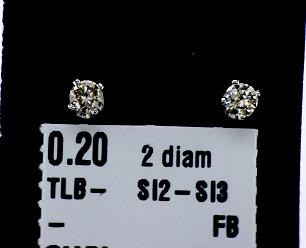 0.20 2 diam
TLB- SI2-SI3
- FB